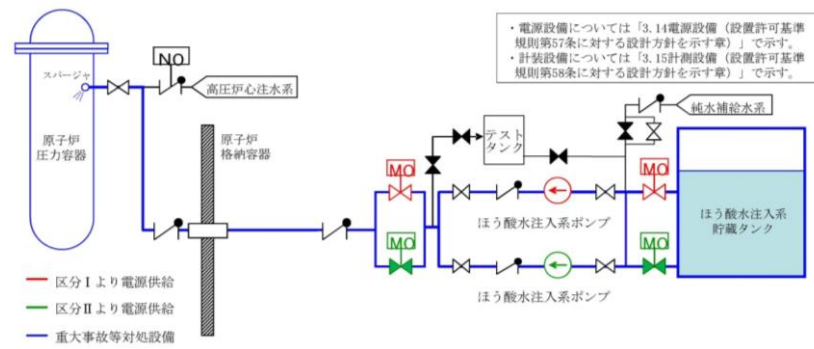 ・電源設備については「3.14電源設備（設置許可基準
規則第57条に対する設計方針を示す章）」で示す。
・計装設備については「3.15計測設備（設置許可基準
規則第58条に対する設計方針を示す章）」で示す。
NO
スパージャ
高圧炉心注水系
純水補給水系
テスト
タンク
原子炉
圧力容器
原子炉
格納容器
MO
MO
ほう酸水注入系ポンプ
ほう酸水注入系
貯蔵タンク
MO
MO
ほう酸水注入系ポンプ
区分Ⅰより電源供給
区分Ⅱより電源供給
重大事故等対処設備